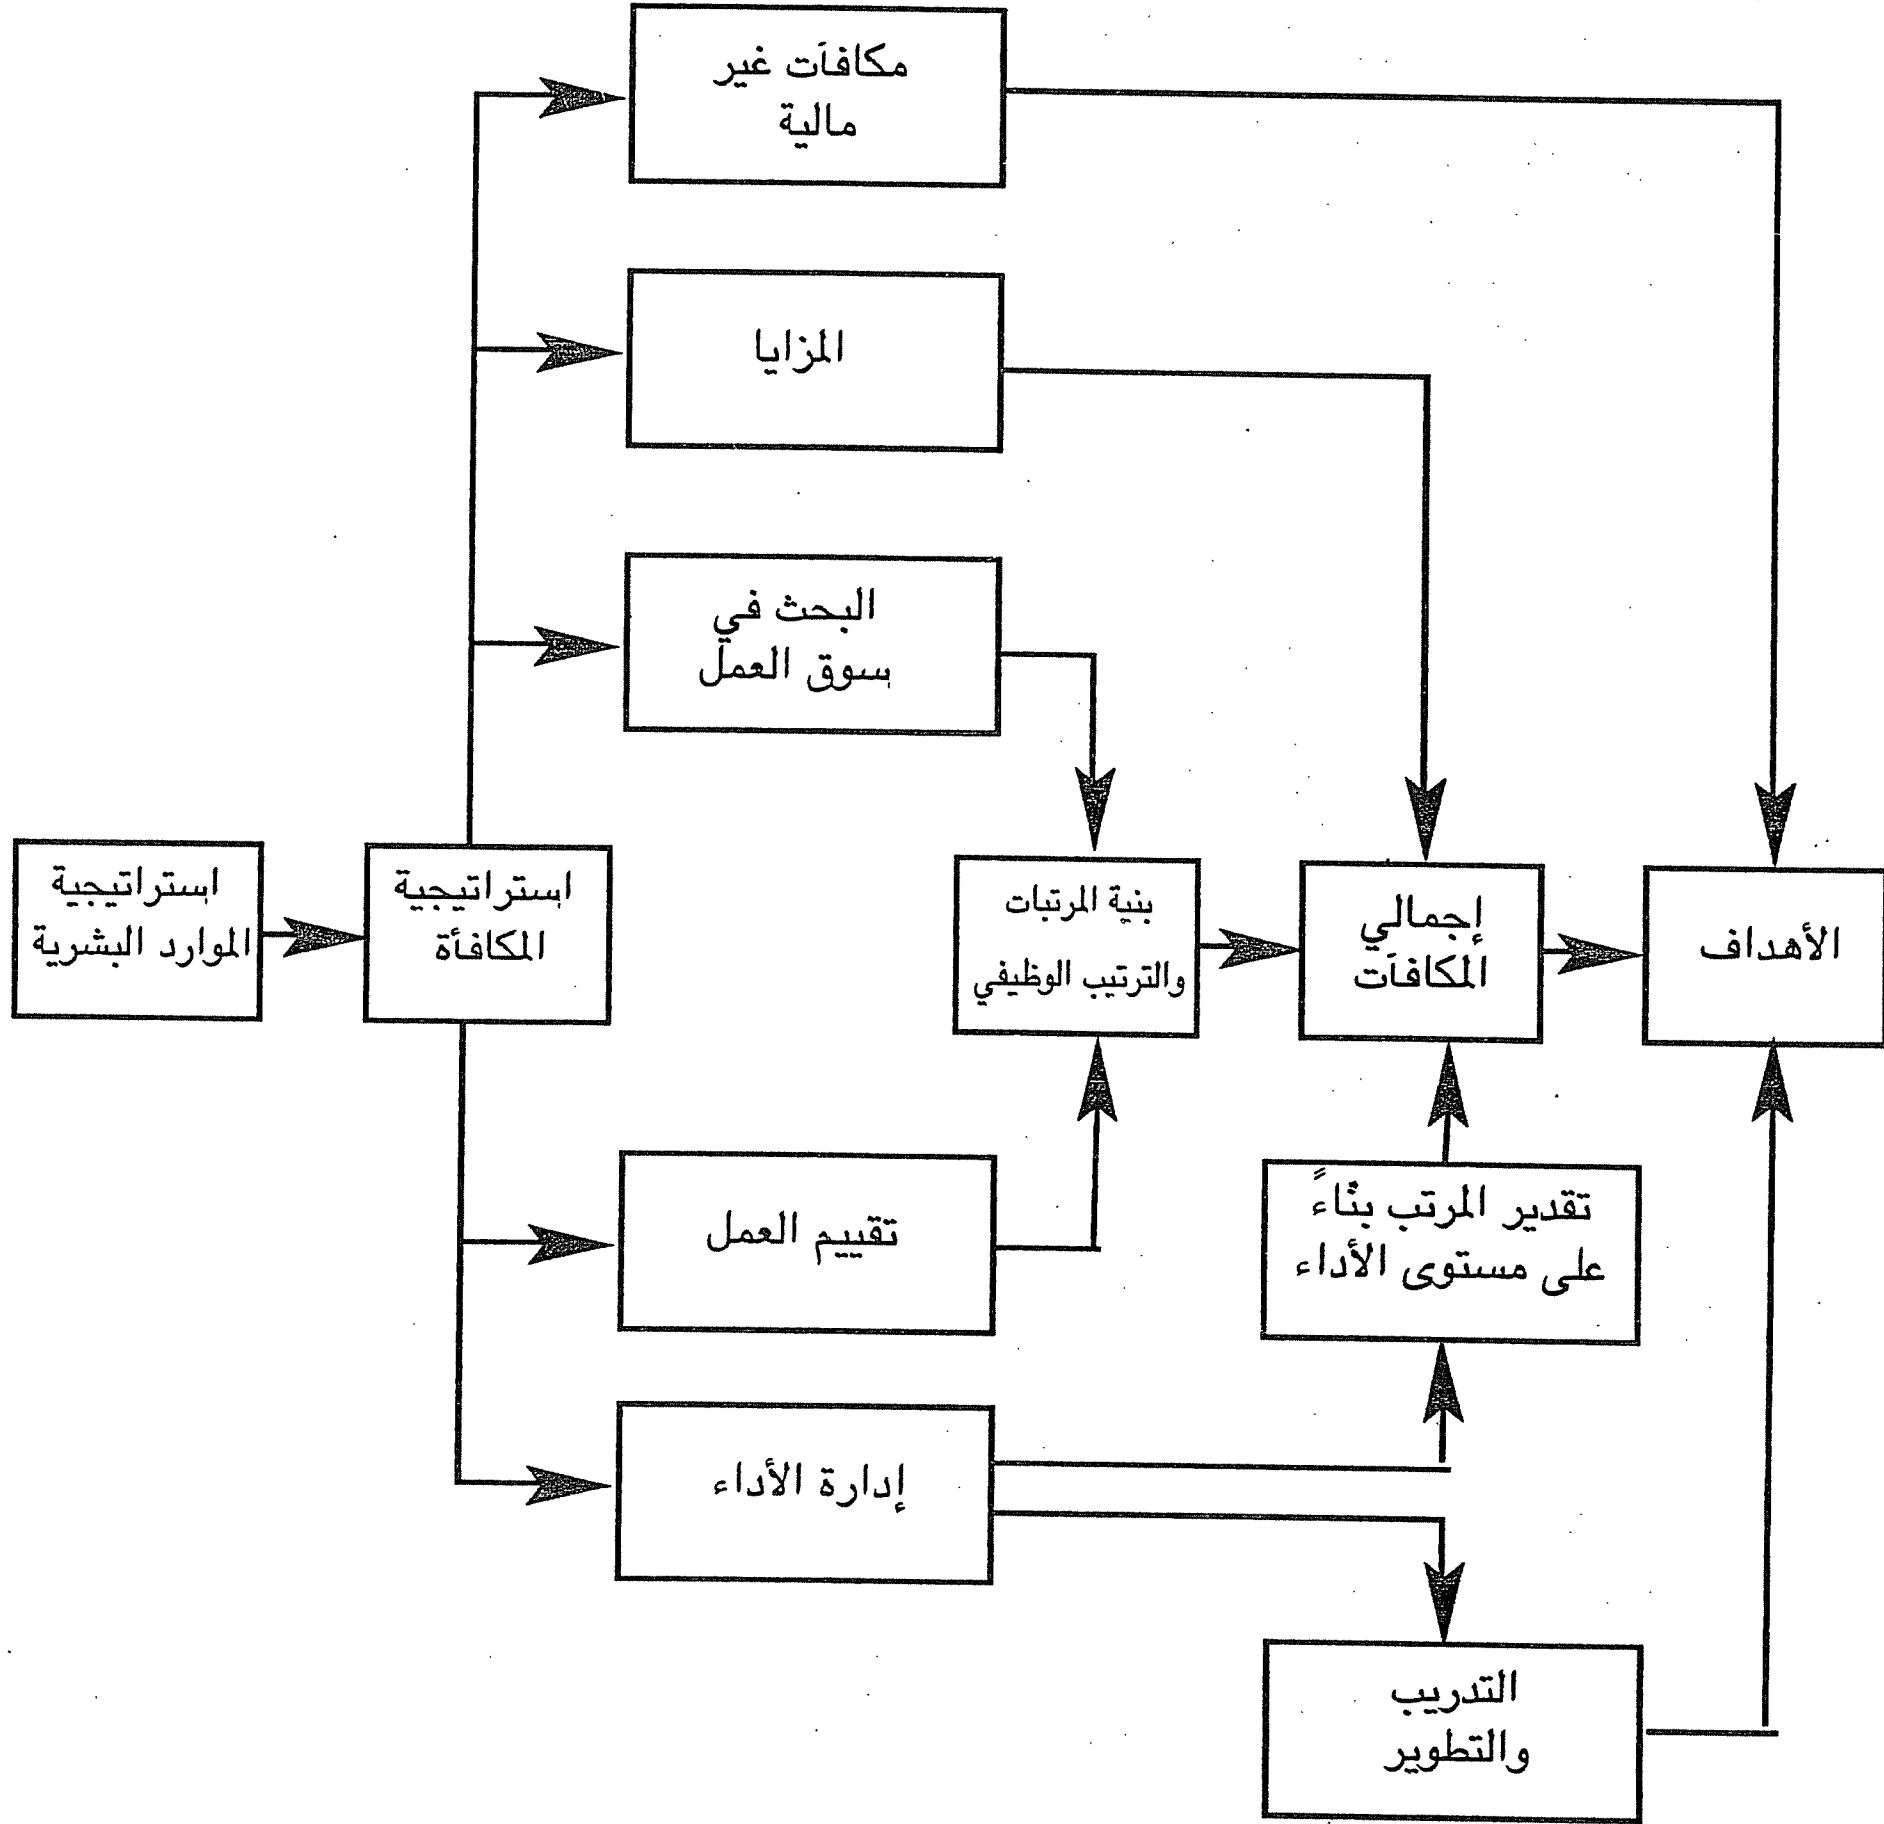 مكافآت غير
مالية
المزايا
البحث في
سوق العمل
استراتيجية
الموارد البشرية
استراتيجية
المكافأة
بنية المرتبات
والترتيب الوظيفي
إجمالي
المكافآت
الأهداف
تقييم العمل
تقدير المرتب بناءً
على مستوى الأداء
إدارة الأداء
التدريب
والتطوير